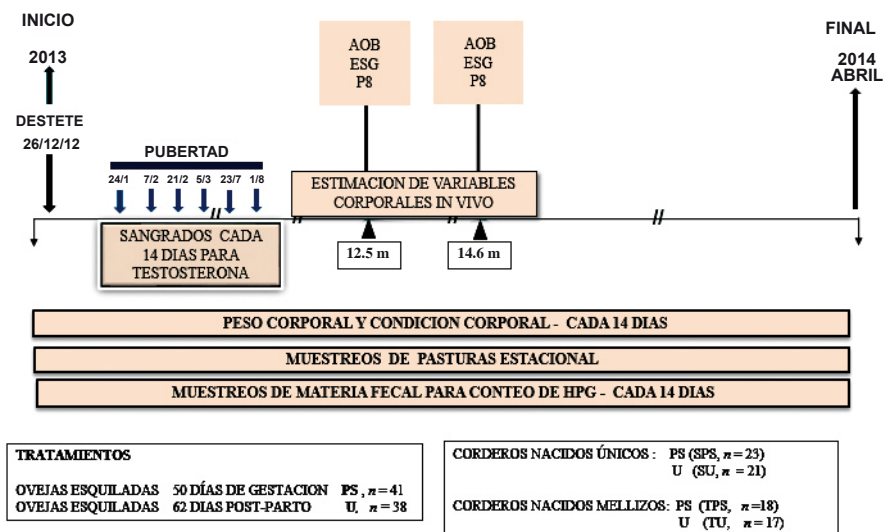 INICIO
2013
DESTETE
26/12/12
PUBERTAD
24/1 7/2 21/2 5/3 23/7 1/8
SANGRADOS CADA
14 DIAS PARA
TESTOSTERONA
AOB
ESG
P8
AOB
ESG
P8
ESTIMACION DE VARIABLES
CORPORALES IN VIVO
12.5 m
14.6 m
FINAL
2014
ABRIL
PESO CORPORAL Y CONDICION CORPORAL - CADA 14 DIAS
MUESTREOS DE PASTURAS ESTACIONAL
MUESTREOS DE MATERIA FECAL PARA CONTEO DE HPG - CADA 14 DIAS
TRATAMIENTOS
OVEJAS ESQUILADAS 50 DÍAS DE GESTACION PS , n=41
OVEJAS ESQUILADAS 62 DIAS POST-PARTO U, n=38
CORDEROS NACIDOS ÚNICOS : PS (SPS, n=23)
U (SU, n =21)
CORDEROS NACIDOS MELLIZOS: PS (TPS, n=18)
U (TU, n=17)